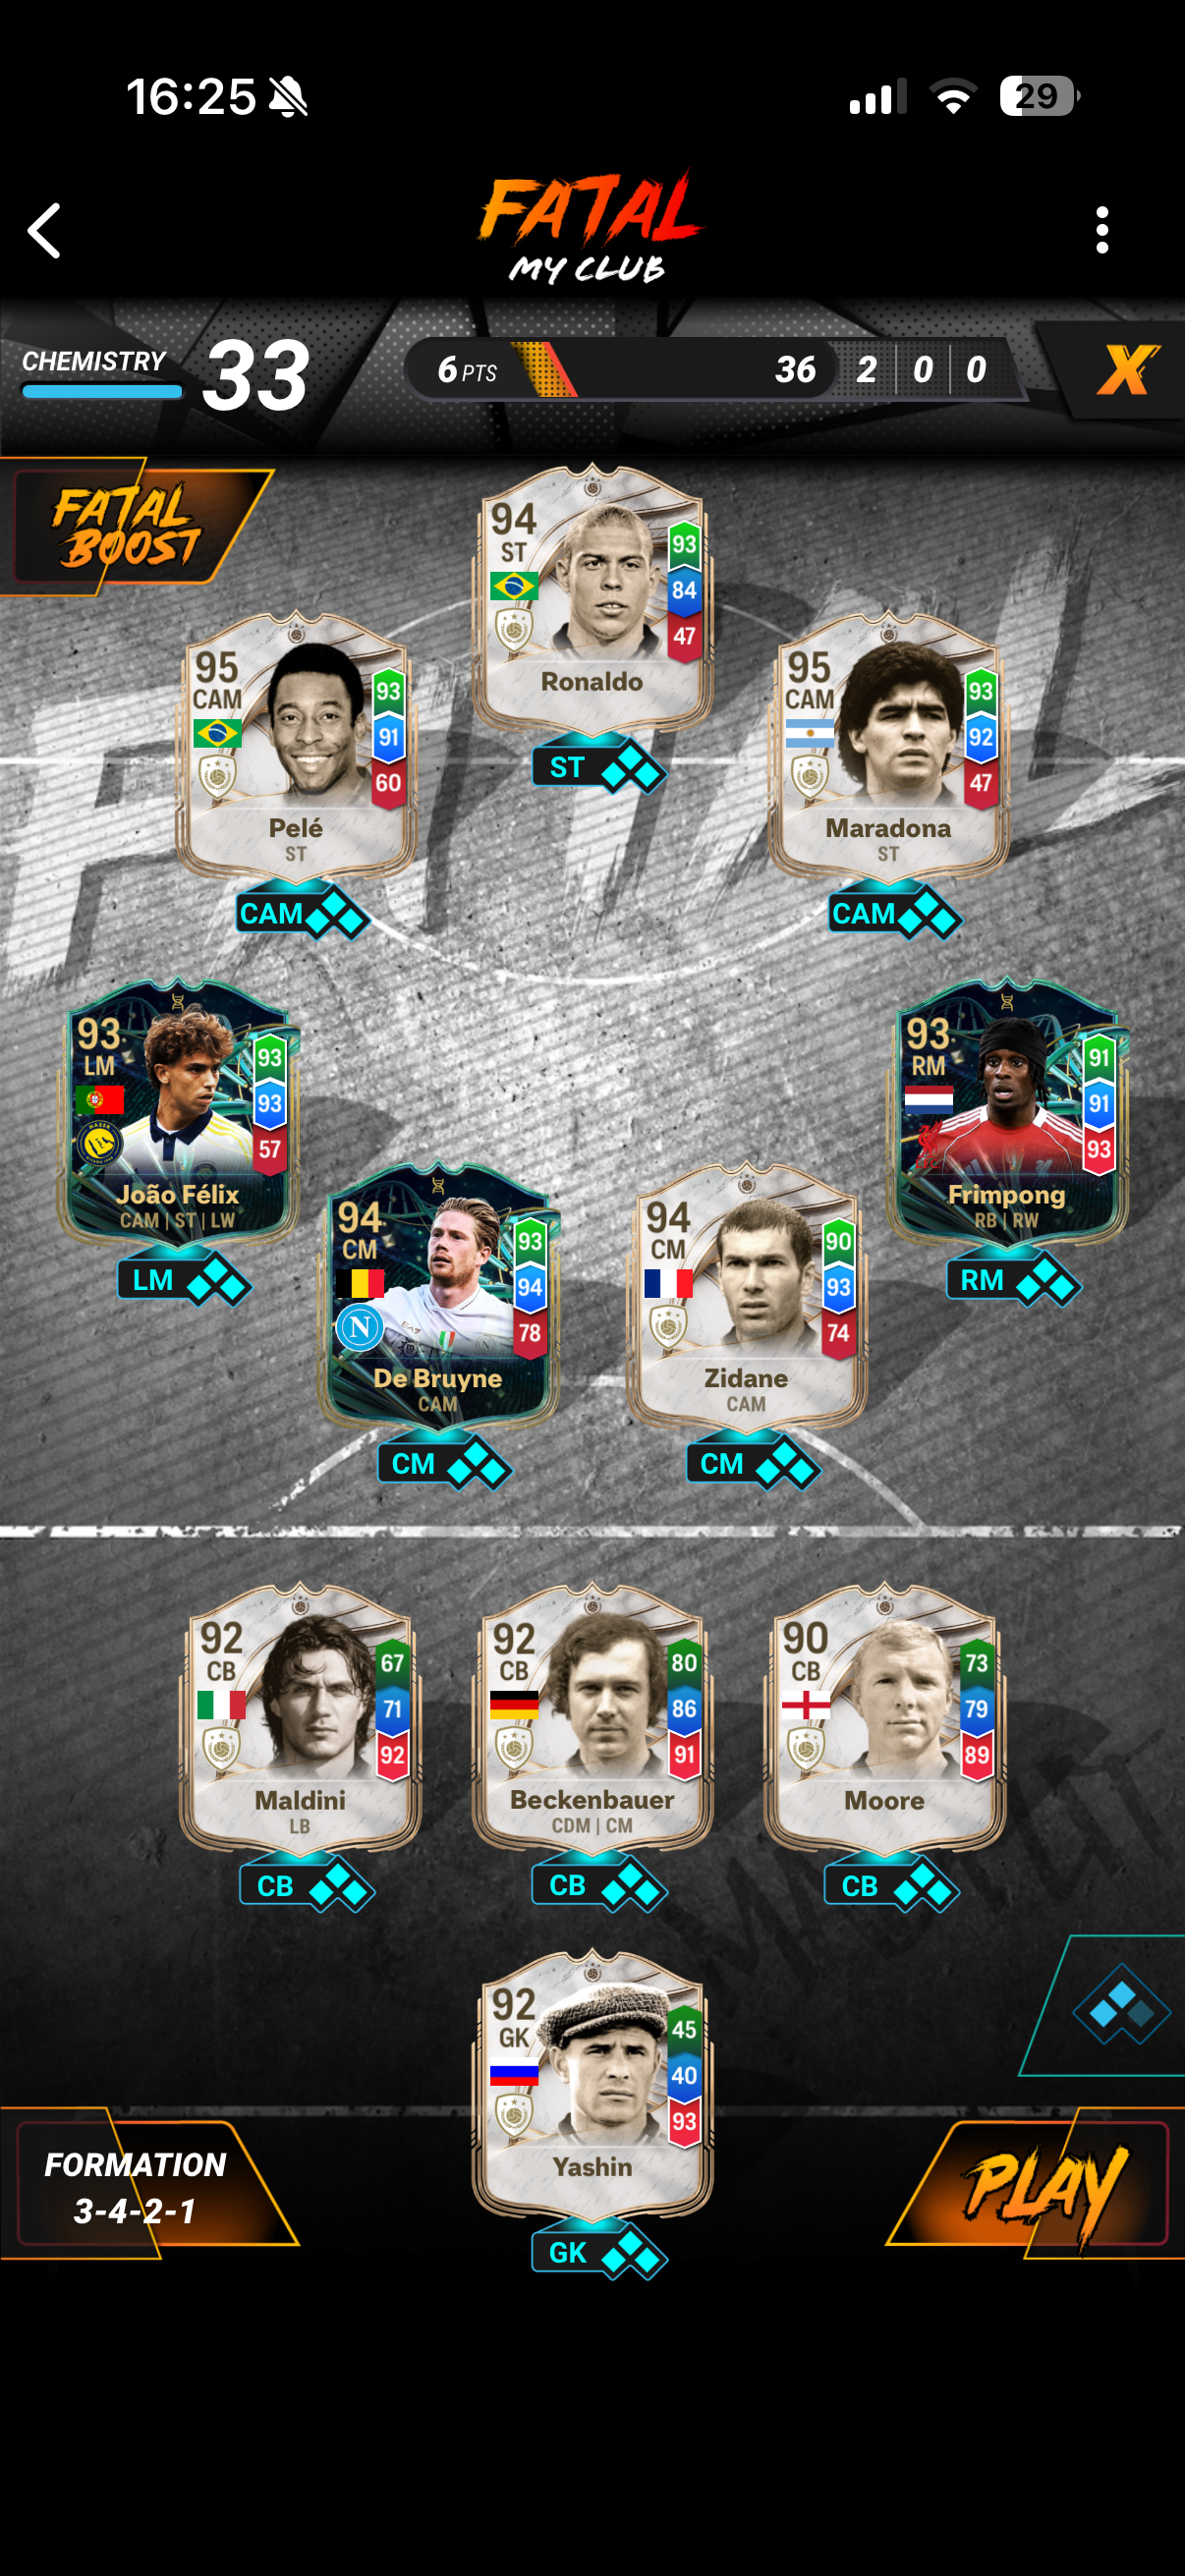 16:25
29
FATAL
MY CLUB
CHEMISTRY 33
6 PTS 36 2 0 0
X
FATAL
BOOST
94
ST
93
84
47
Ronaldo
ST
95
CAM
93
91
60
Pelé
ST
CAM
95
CAM
93
92
47
Maradona
ST
CAM
93
LM
93
93
57
João Félix
CAM | ST | LW
LM
93
RM
91
91
93
Frimpong
RB | RW
RM
94
CM
93
94
78
N
De Bruyne
CAM
CM
94
CM
90
93
74
Zidane
CAM
CM
92
CB
67
71
92
Maldini
LB
CB
92
CB
80
86
91
Beckenbauer
CDM | CM
CB
90
CB
73
79
89
Moore
CB
92
GK
45
40
93
Yashin
GK
FORMATION
3-4-2-1
PLAY